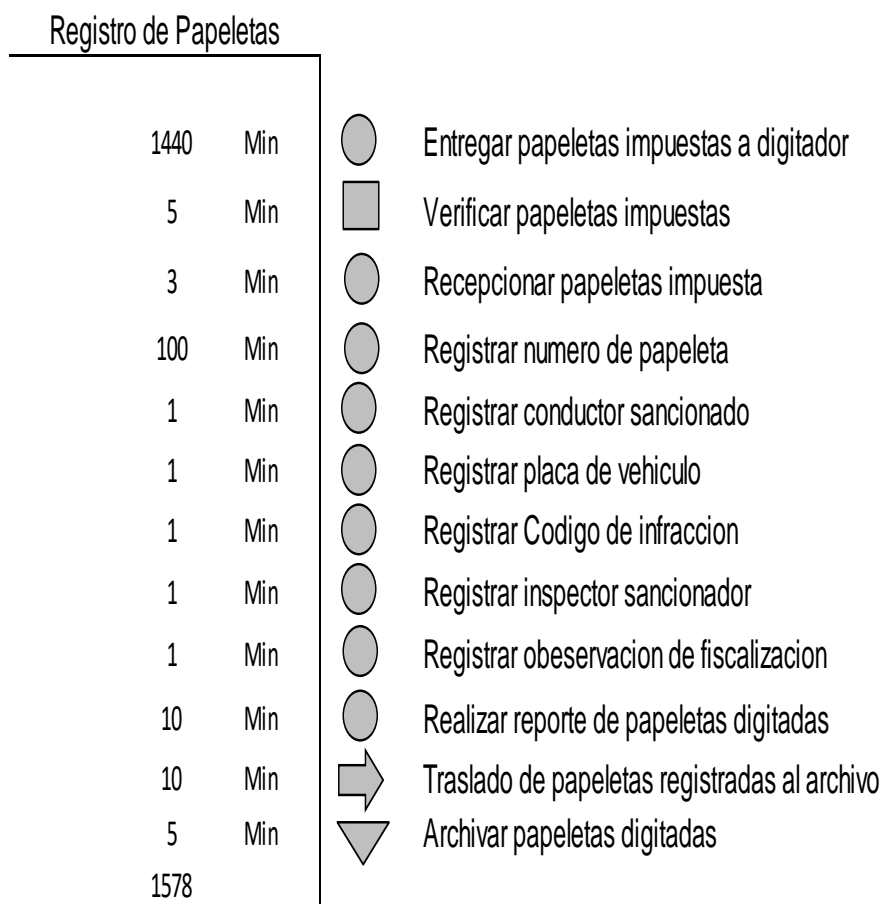 Registro de Papeletas
1440 Min Entregar papeletas impuestas a digitador
5 Min Verificar papeletas impuestas
3 Min Recepcionar papeletas impuesta
100 Min Registrar numero de papeleta
1 Min Registrar conductor sancionado
1 Min Registrar placa de vehiculo
1 Min Registrar Codigo de infraccion
1 Min Registrar inspector sancionador
1 Min Registrar obeservacion de fiscalizacion
10 Min Realizar reporte de papeletas digitadas
10 Min Traslado de papeletas registradas al archivo
5 Min Archivar papeletas digitadas
1578